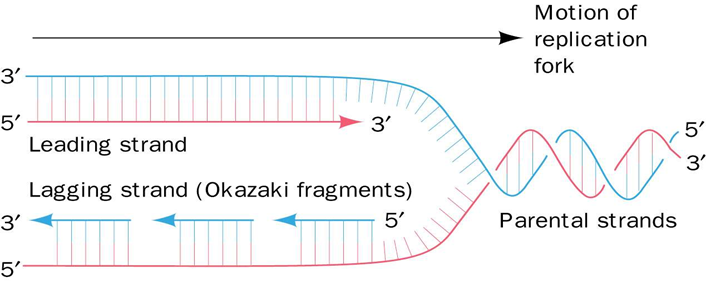 Motion of
replication
fork
3′
5′
3′
Leading strand
5′
3′
Lagging strand (Okazaki fragments)
3′
5′
Parental strands
5′